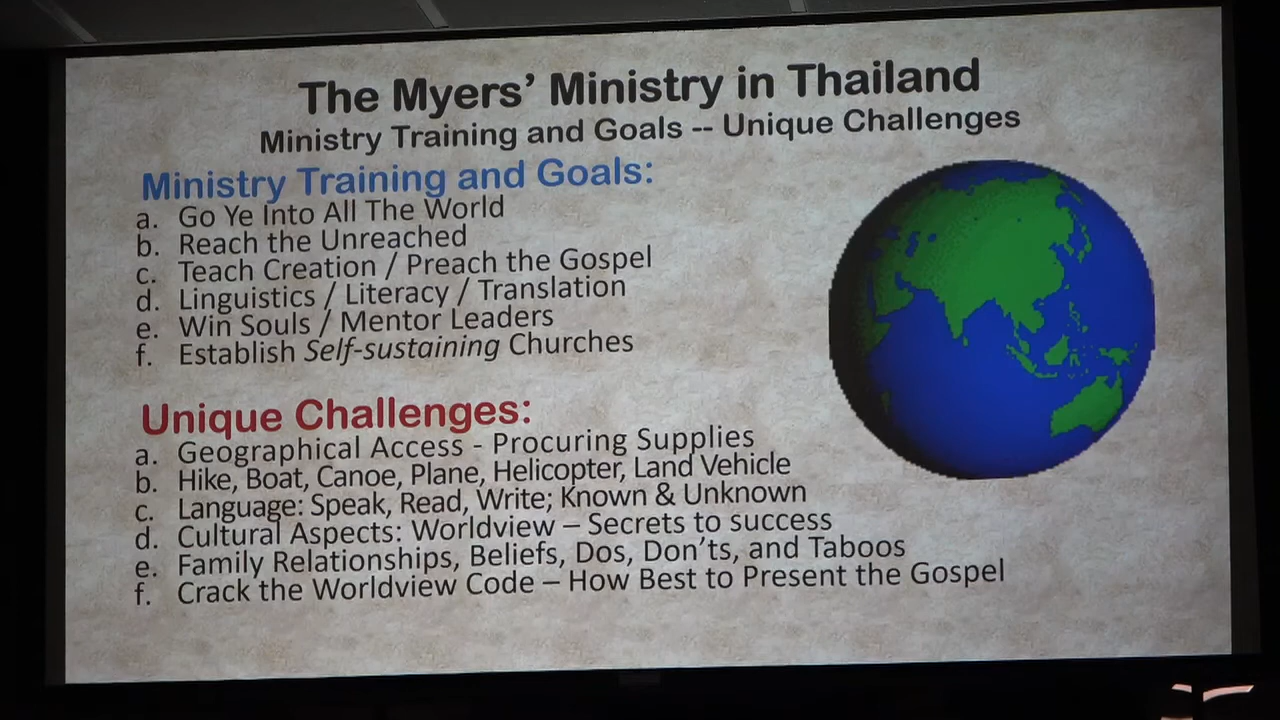 The Myers' Ministry in Thailand
Ministry Training and Goals -- Unique Challenges
Ministry Training and Goals:
a. Go Ye Into All The World
b. Reach the Unreached
c. Teach Creation / Preach the Gospel
d. Linguistics / Literacy / Translation
e. Win Souls / Mentor Leaders
f. Establish Self-sustaining Churches
Unique Challenges:
a. Geographical Access - Procuring Supplies
b. Hike, Boat, Canoe, Plane, Helicopter, Land Vehicle
c. Language: Speak, Read, Write; Known & Unknown
d. Cultural Aspects: Worldview – Secrets to success
e. Family Relationships, Beliefs, Dos, Don'ts, and Taboos
f. Crack the Worldview Code – How Best to Present the Gospel